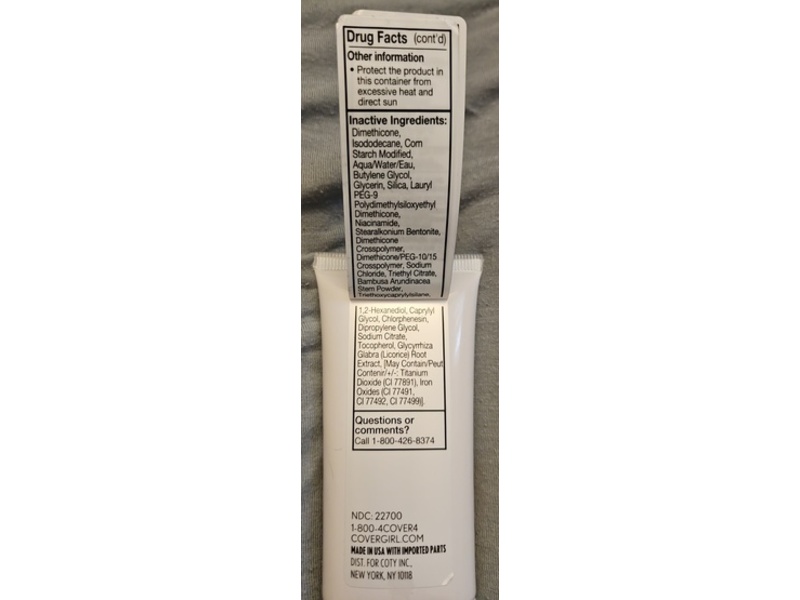 Drug Facts (cont'd)
Other information
• Protect the product in
this container from
excessive heat and
direct sun
Inactive Ingredients:
Dimethicone,
Isododecane, Corn
Starch Modified,
Aqua/Water/Eau,
Butylene Glycol,
Glycerin, Silica, Lauryl
PEG-9
Polydimethylsiloxyethyl
Dimethicone,
Niacinamide,
Stearalkonium Bentonite,
Dimethicone
Crosspolymer,
Dimethicone/PEG-10/15
Crosspolymer, Sodium
Chloride, Triethyl Citrate,
Bambusa Arundinacea
Stem Powder,
Triethoxycaprylylsilane,
1,2-Hexanediol, Caprylyl
Glycol, Chlorphenesin,
Dipropylene Glycol,
Sodium Citrate,
Tocopherol, Glycyrrhiza
Glabra (Licorice) Root
Extract, [May Contain/Peut
Contenir/+/-: Titanium
Dioxide (CI 77891), Iron
Oxides (CI 77491,
CI 77492, CI 77499)].
Questions or
comments?
Call 1-800-426-8374
NDC: 22700
1-800-4COVER4
COVERGIRL.COM
MADE IN USA WITH IMPORTED PARTS
DIST. FOR COTY INC.,
NEW YORK, NY 10118